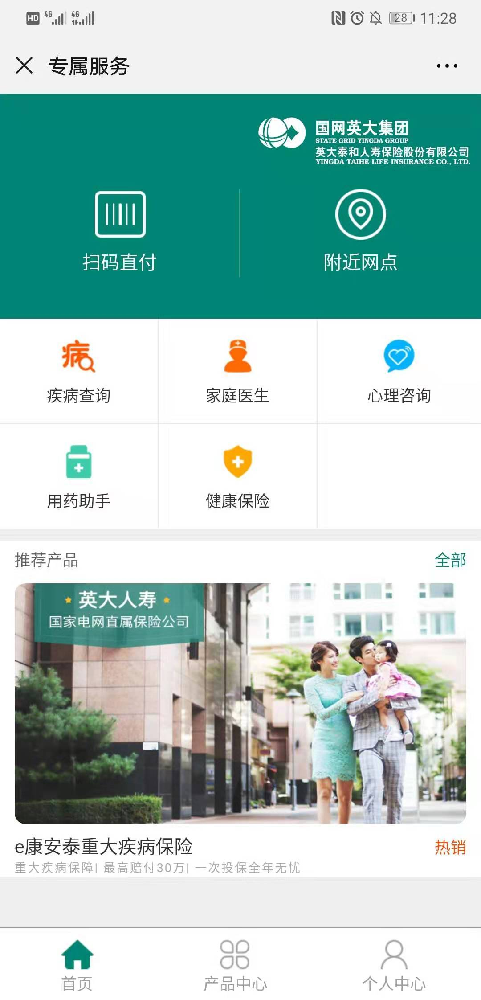 HD 4G 4G 28 11:28
专属服务
国网英大集团
STATE GRID YINGDA GROUP
英大泰和人寿保险股份有限公司
YINGDA TAIHE LIFE INSURANCE CO., LTD.
扫码直付 附近网点
病
疾病查询 家庭医生 心理咨询
用药助手 健康保险
推荐产品 全部
英大人寿
国家电网直属保险公司
e康安泰重大疾病保险 热销
重大疾病保障| 最高赔付30万| 一次投保全年无忧
首页 产品中心 个人中心